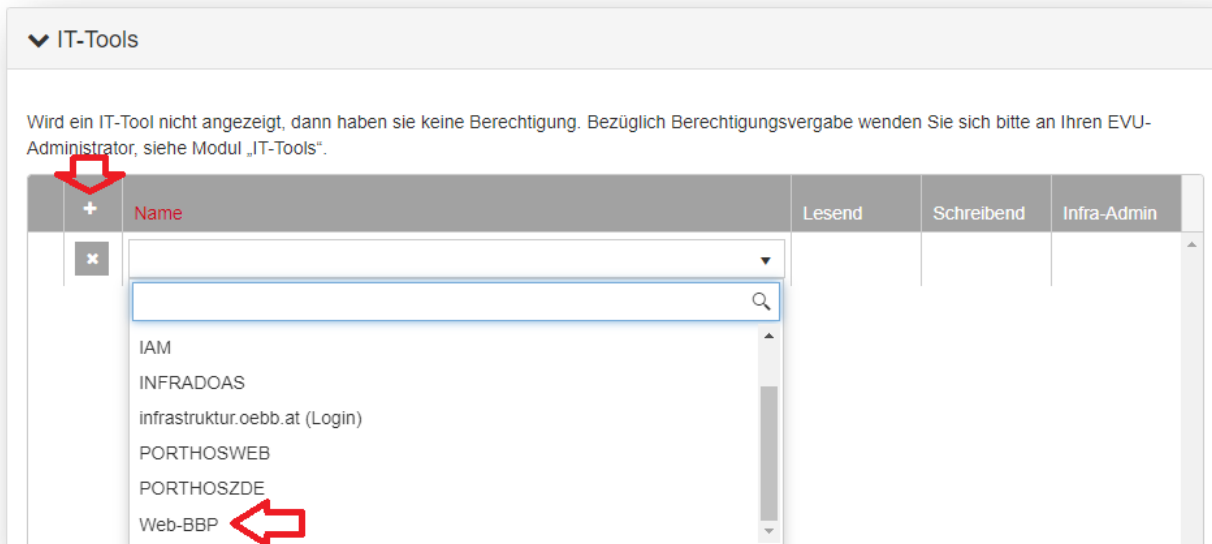 IT-Tools
Wird ein IT-Tool nicht angezeigt, dann haben sie keine Berechtigung. Bezüglich Berechtigungsvergabe wenden Sie sich bitte an Ihren EVU-
Administrator, siehe Modul „IT-Tools“.
Name Lesend Schreibend Infra-Admin
IAM
INFRADOAS
infrastruktur.oebb.at (Login)
PORTHOSWEB
PORTHOSZDE
Web-BBP